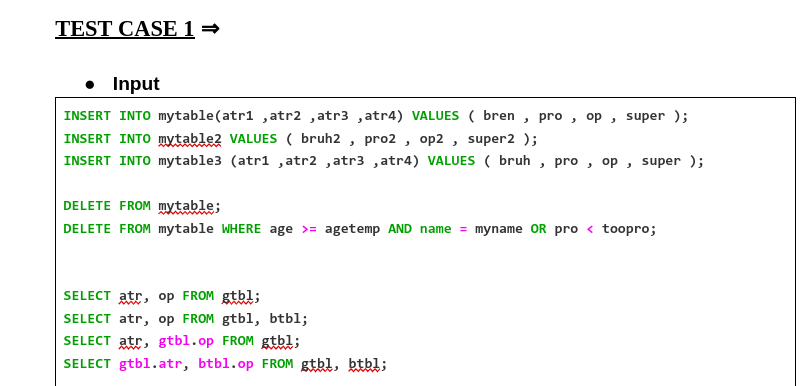 TEST CASE 1 ⇒
● Input
INSERT INTO mytable(atr1 ,atr2 ,atr3 ,atr4) VALUES ( bren , pro , op , super );
INSERT INTO mytable2 VALUES ( bruh2 , pro2 , op2 , super2 );
INSERT INTO mytable3 (atr1 ,atr2 ,atr3 ,atr4) VALUES ( bruh , pro , op , super );
DELETE FROM mytable;
DELETE FROM mytable WHERE age >= agetemp AND name = myname OR pro < toopro;
SELECT atr, op FROM gtbl;
SELECT atr, op FROM gtbl, btbl;
SELECT atr, gtbl.op FROM gtbl;
SELECT gtbl.atr, btbl.op FROM gtbl, btbl;